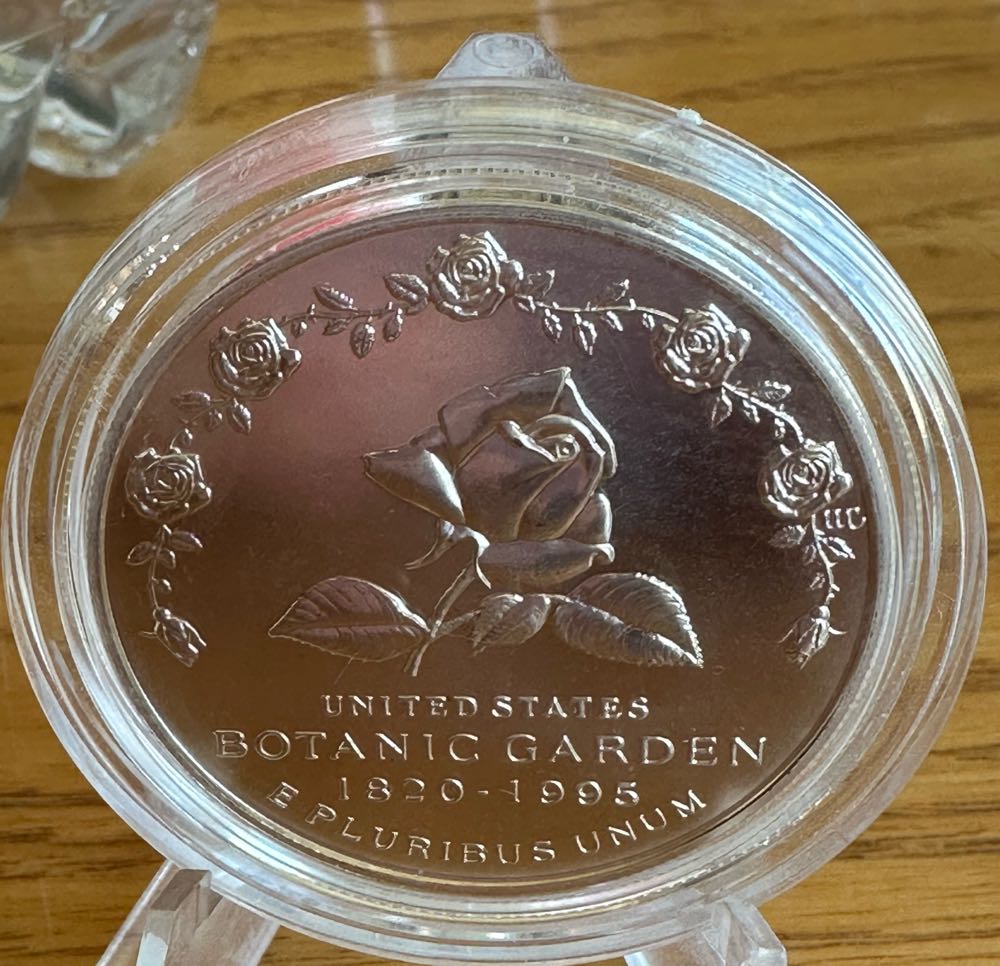 UNITED STATES
BOTANIC GARDEN
1820-1995
E PLURIBUS UNUM